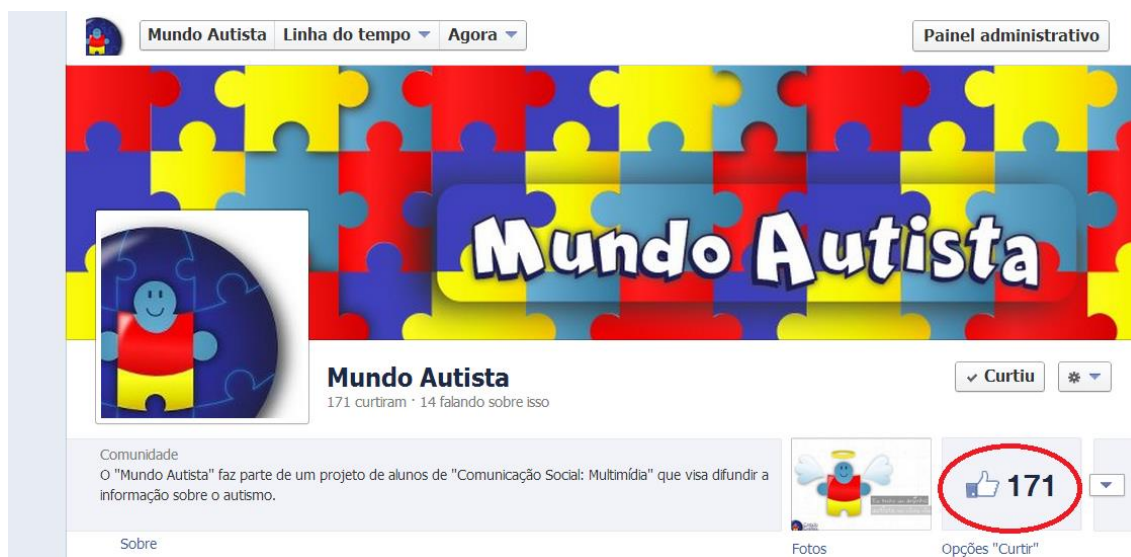 Mundo Autista Linha do tempo Agora
Painel administrativo
Mundo Autista
Mundo Autista
171 curtiram · 14 falando sobre isso
Curtiu
Comunidade
O "Mundo Autista" faz parte de um projeto de alunos de "Comunicação Social: Multimídia" que visa difundir a
informação sobre o autismo.
171
Sobre
Fotos
Opções "Curtir"